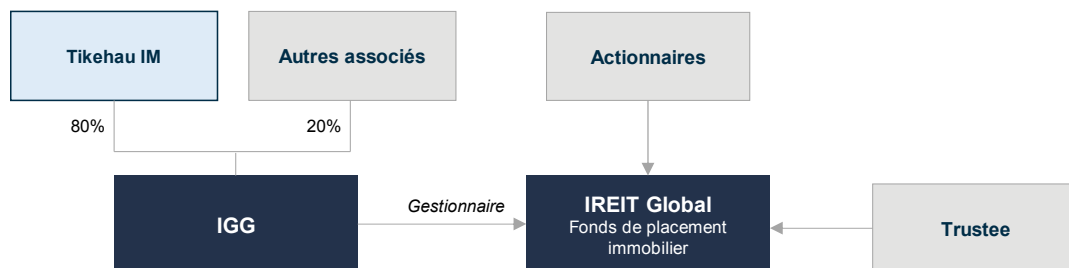 Tikehau IM
Autres associés
Actionnaires
80%
20%
IGG
Gestionnaire
IREIT Global
Fonds de placement
immobilier
Trustee